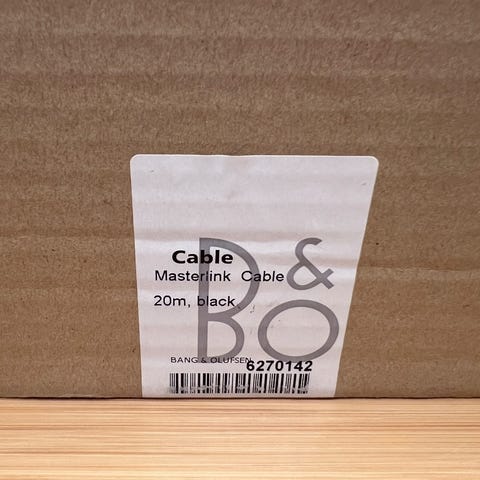 Cable
Masterlink Cable
20m, black
B&O
BANG & OLUFSEN
6270142